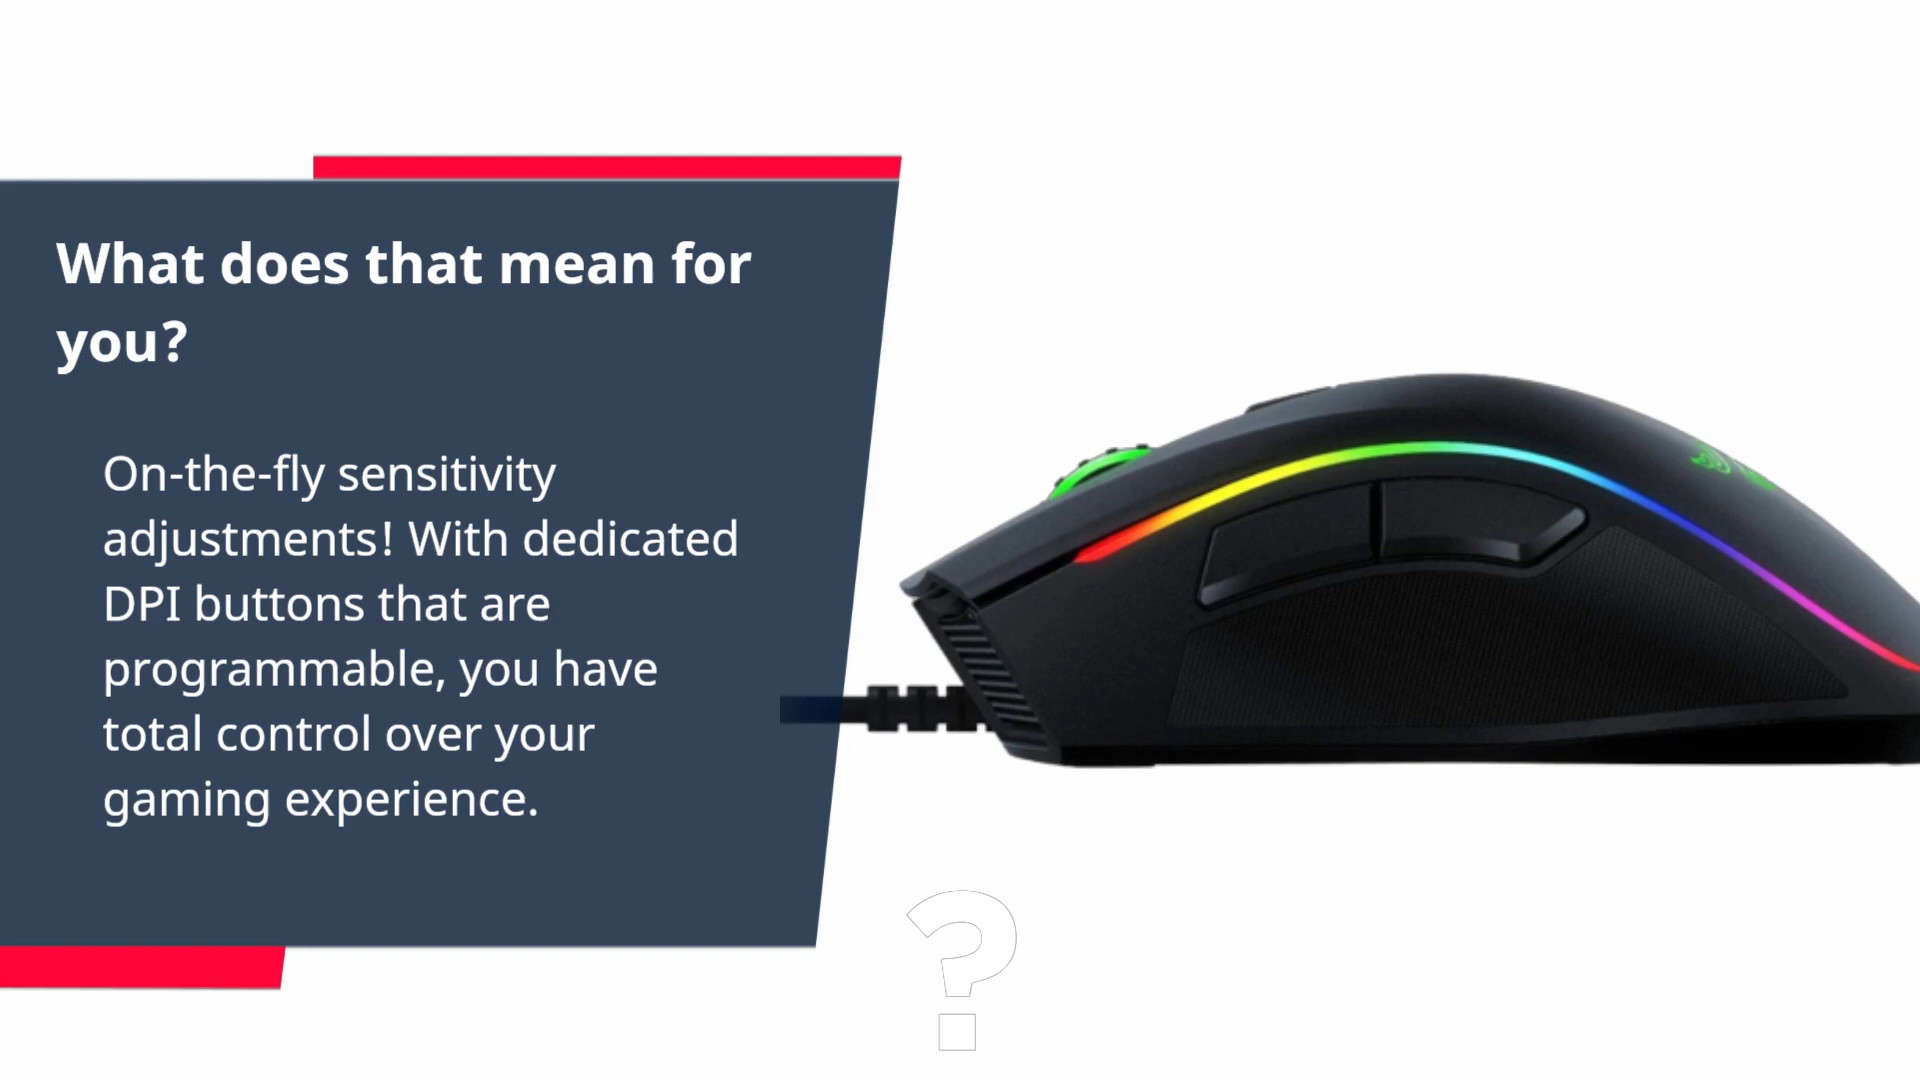 What does that mean for
you?
On-the-fly sensitivity
adjustments! With dedicated
DPI buttons that are
programmable, you have
total control over your
gaming experience.
?